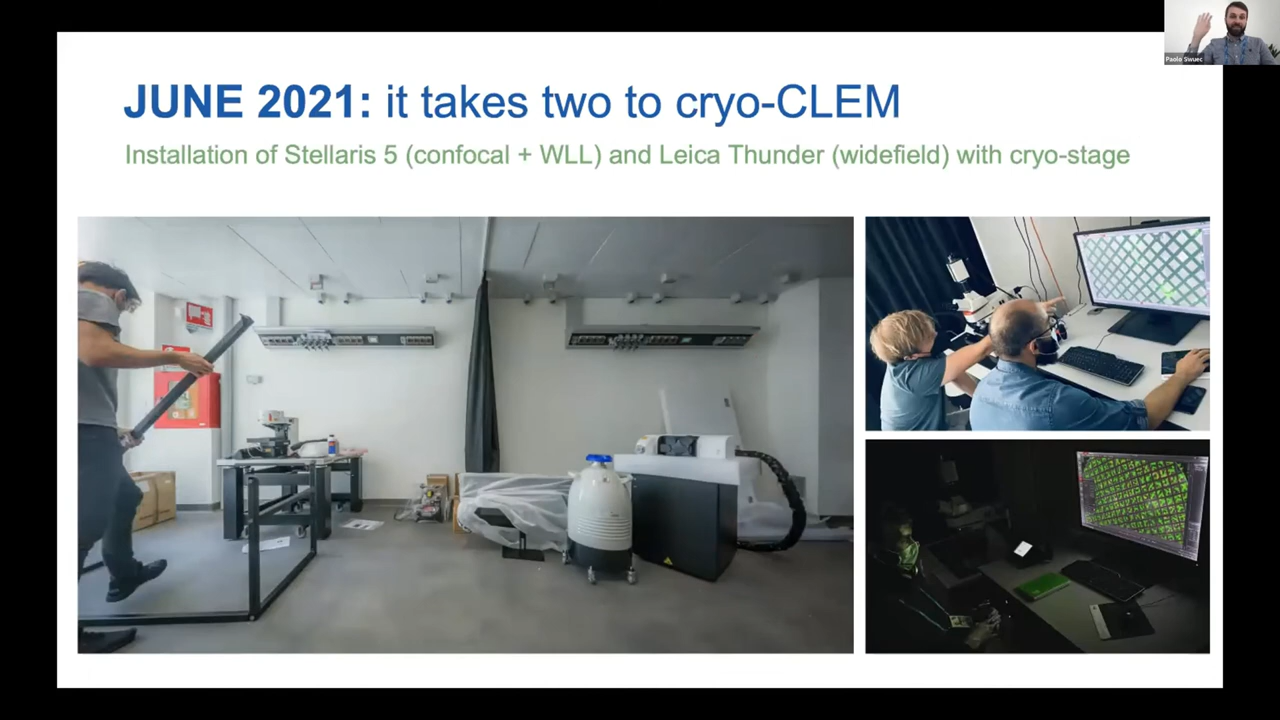 JUNE 2021: it takes two to cryo-CLEM
Installation of Stellaris 5 (confocal + WLL) and Leica Thunder (widefield) with cryo-stage
Paolo Swuec